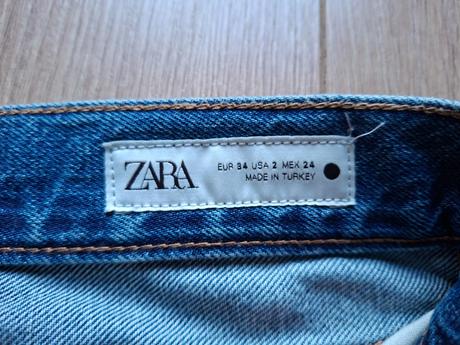 ZARA
EUR 34 USA 2 MEX 24
MADE IN TURKEY